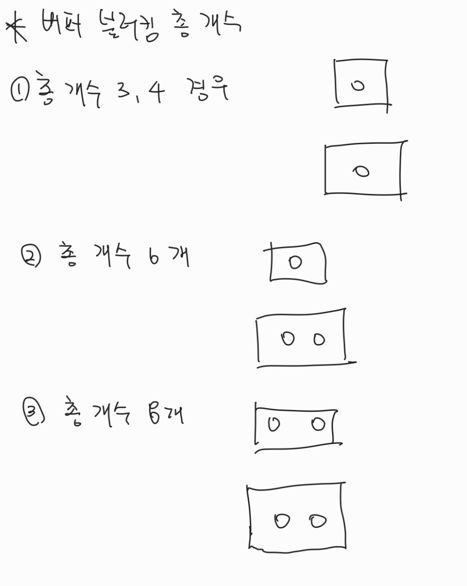 * 버퍼 블러킹 총 개수
① 총 개수 3, 4 경우
② 총 개수 6 개
③ 총 개수 8개